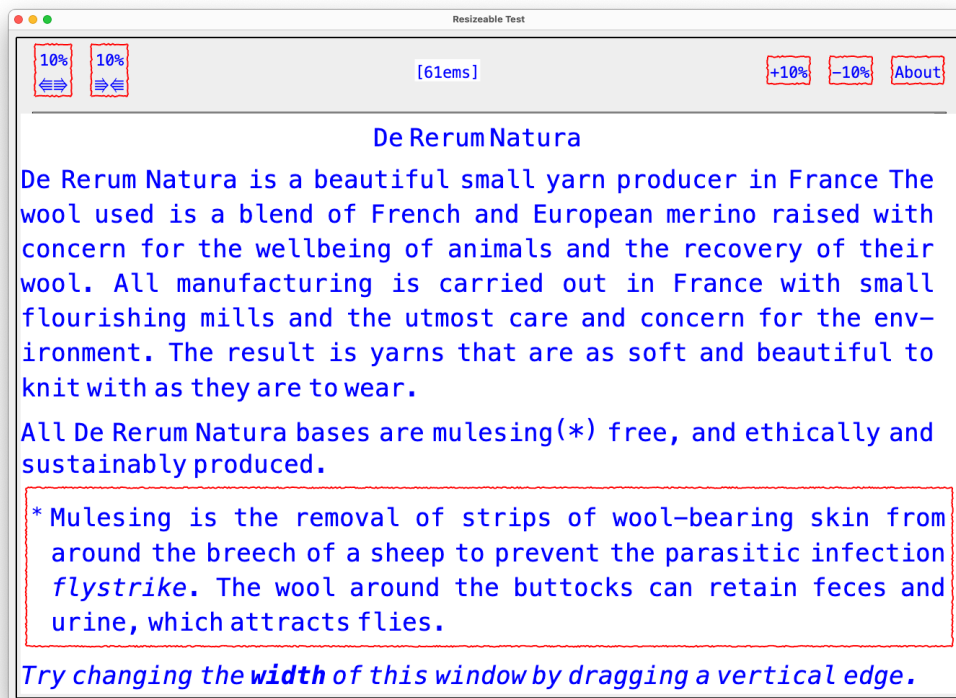 Resizeable Test
10% 10%
⇚⇛ ⇛⇚
[61ems]
+10% -10% About
De Rerum Natura
De Rerum Natura is a beautiful small yarn producer in France The
wool used is a blend of French and European merino raised with
concern for the wellbeing of animals and the recovery of their
wool. All manufacturing is carried out in France with small
flourishing mills and the utmost care and concern for the env-
ironment. The result is yarns that are as soft and beautiful to
knit with as they are to wear.
All De Rerum Natura bases are mulesing(*) free, and ethically and
sustainably produced.
* Mulesing is the removal of strips of wool-bearing skin from
around the breech of a sheep to prevent the parasitic infection
flystrike. The wool around the buttocks can retain feces and
urine, which attracts flies.
Try changing the width of this window by dragging a vertical edge.